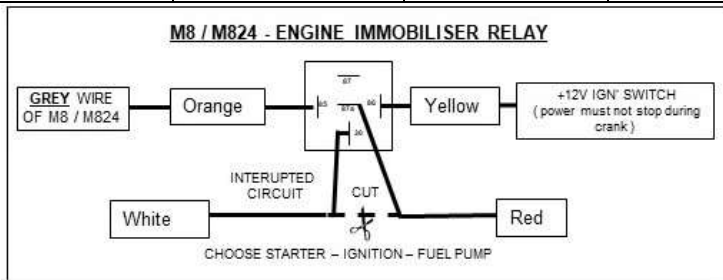 M8 / M824 - ENGINE IMMOBILISER RELAY
87
GREY WIRE
OF M8 / M824
Orange
85
87a
86
Yellow
+12V IGN' SWITCH
( power must not stop during
crank )
30
INTERUPTED
CIRCUIT
CUT
White
Red
CHOOSE STARTER – IGNITION – FUEL PUMP